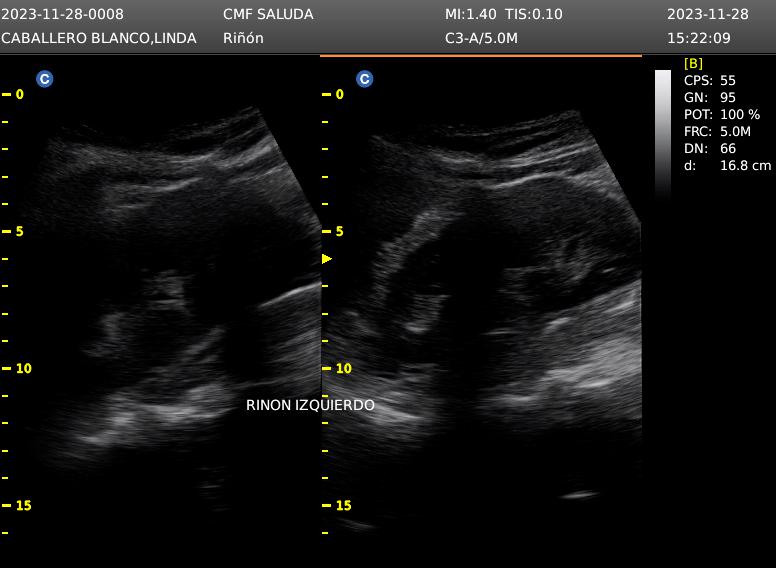 2023-11-28-0008 CMF SALUDA MI:1.40 TIS:0.10 2023-11-28
CABALLERO BLANCO,LINDA Riñón C3-A/5.0M 15:22:09
[B]
CPS: 55
GN: 95
POT: 100 %
FRC: 5.0M
DN: 66
d: 16.8 cm
C C
0 0
5 5
10 10
RINON IZQUIERDO
15 15